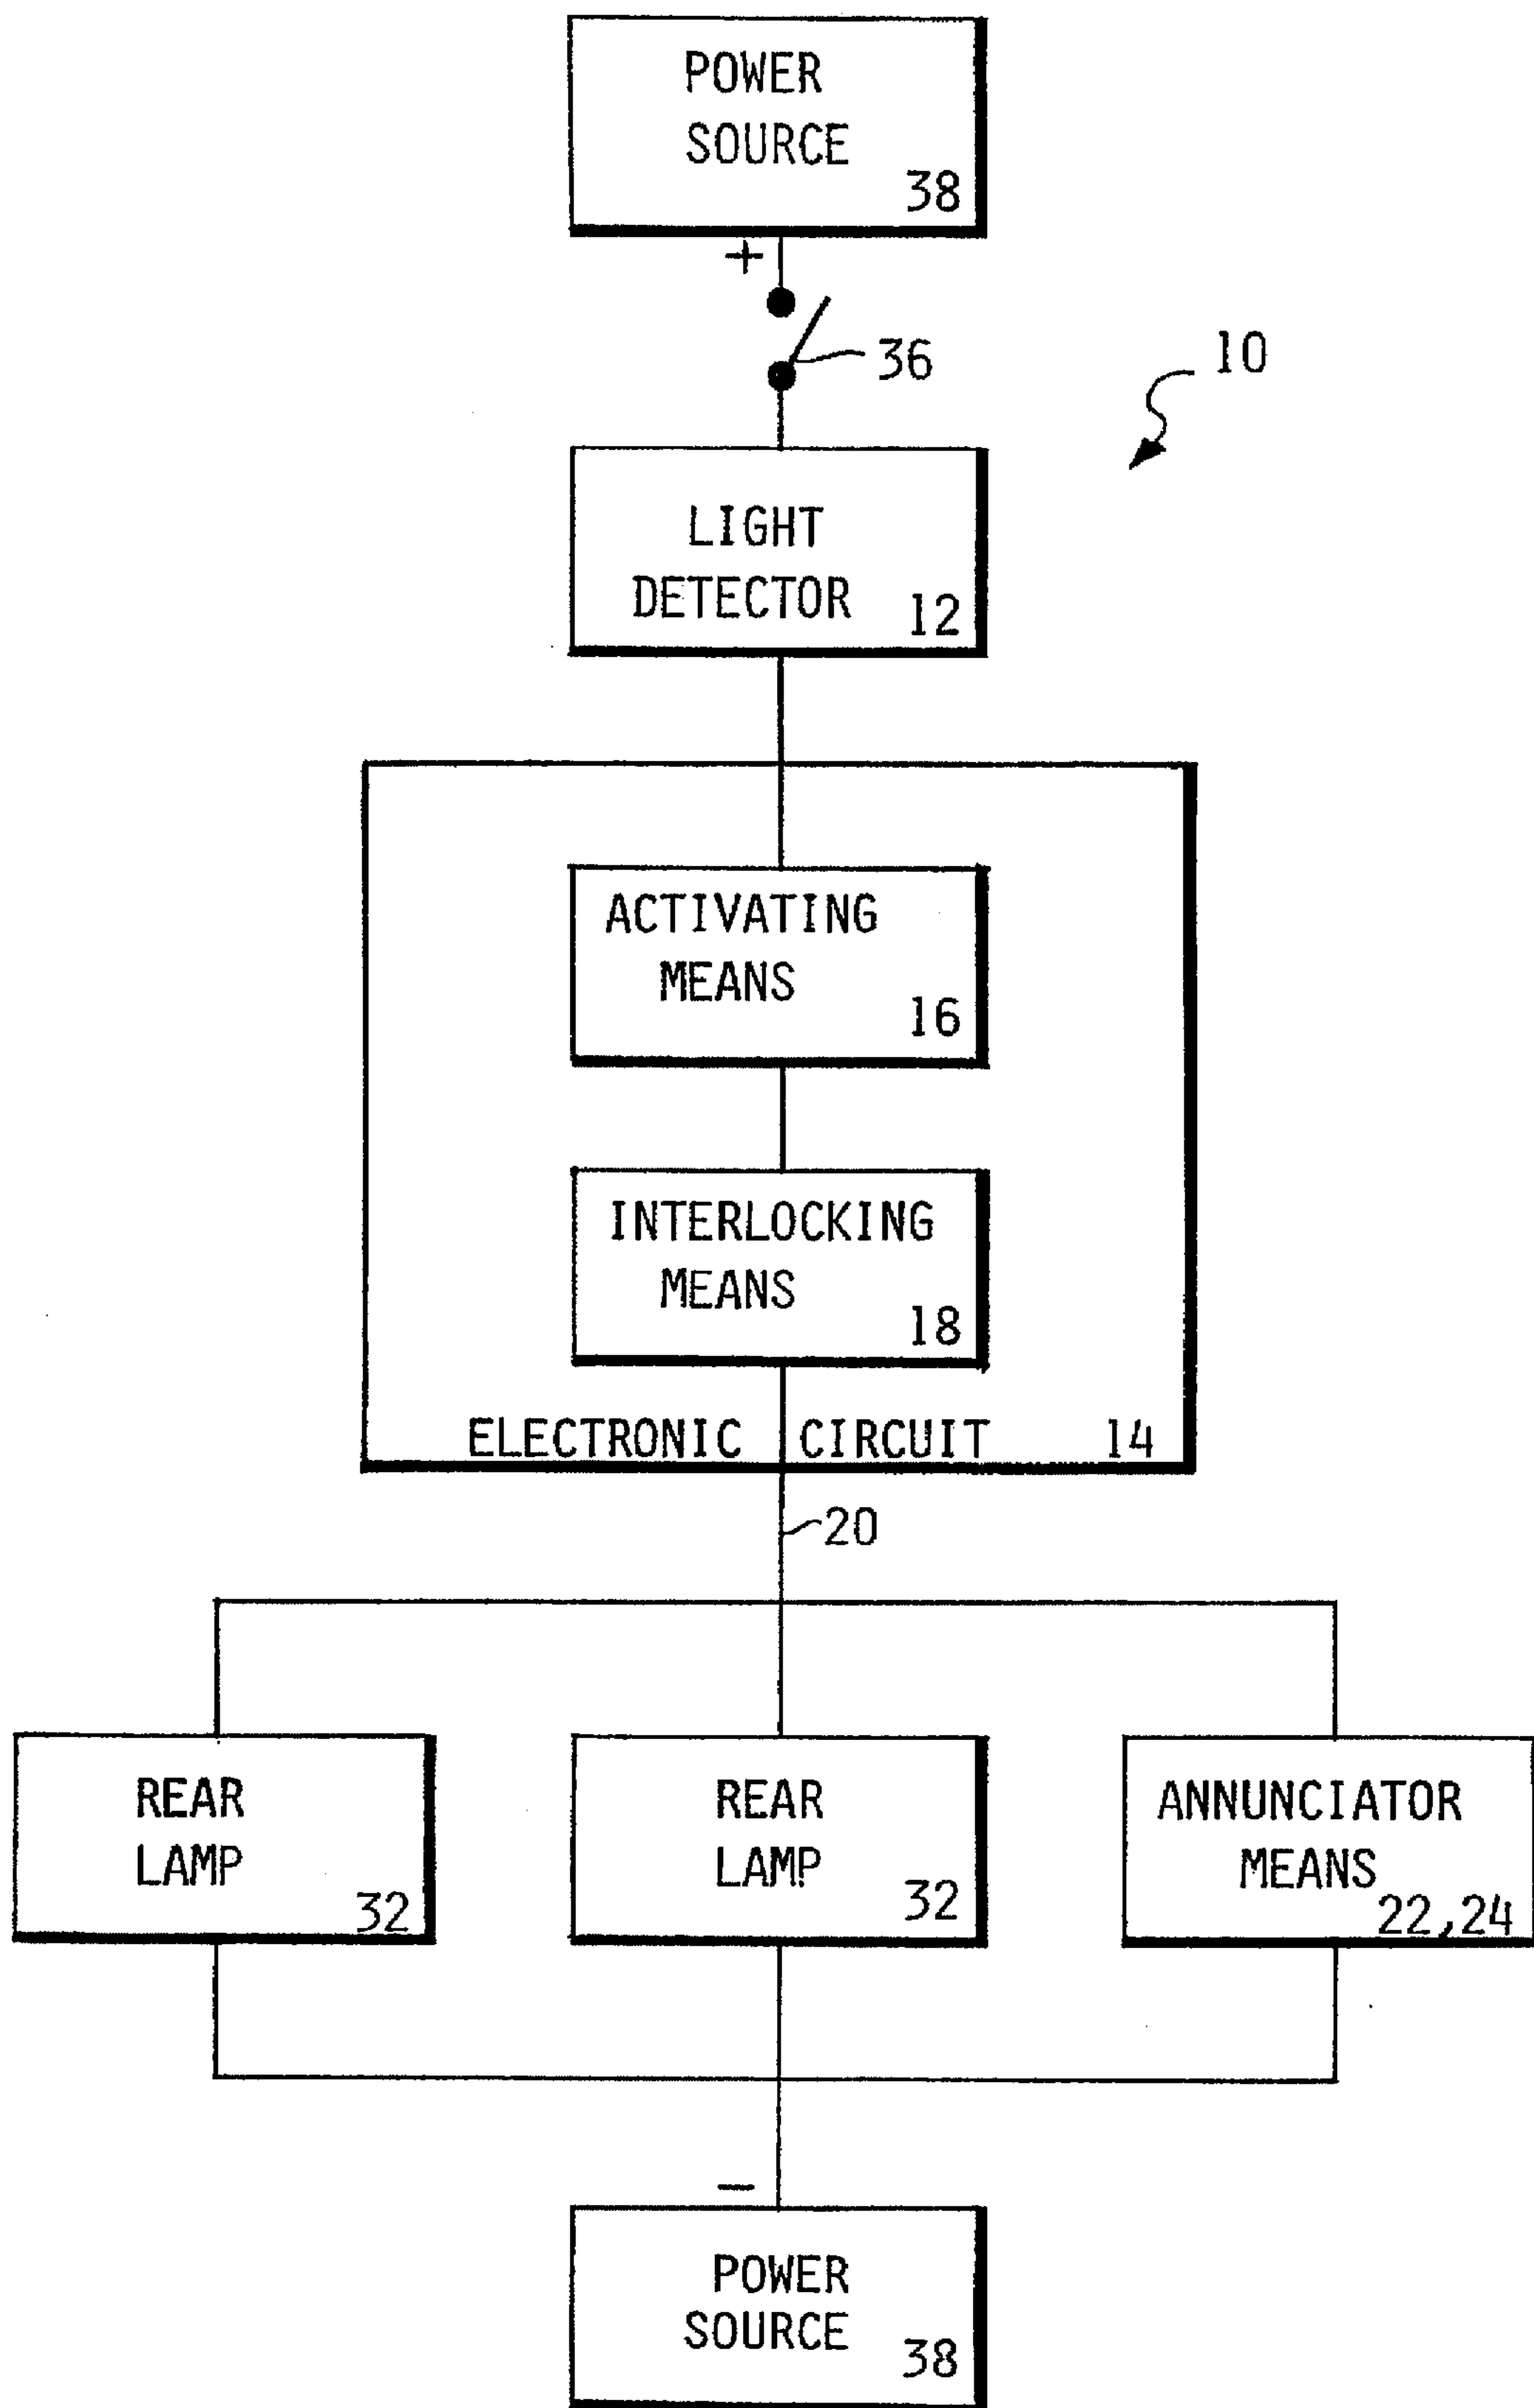 POWER
SOURCE
38
+
36
10
LIGHT
DETECTOR
12
ACTIVATING
MEANS
16
INTERLOCKING
MEANS
18
ELECTRONIC CIRCUIT 14
20
REAR
LAMP
32
REAR
LAMP
32
ANNUNCIATOR
MEANS
22,24
−
POWER
SOURCE
38